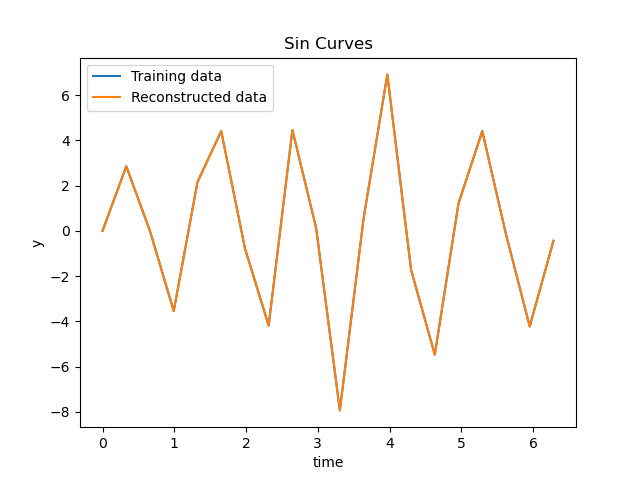 Sin Curves
Training data
Reconstructed data
6
4
2
0
−2
−4
−6
−8
y
0 1 2 3 4 5 6
time